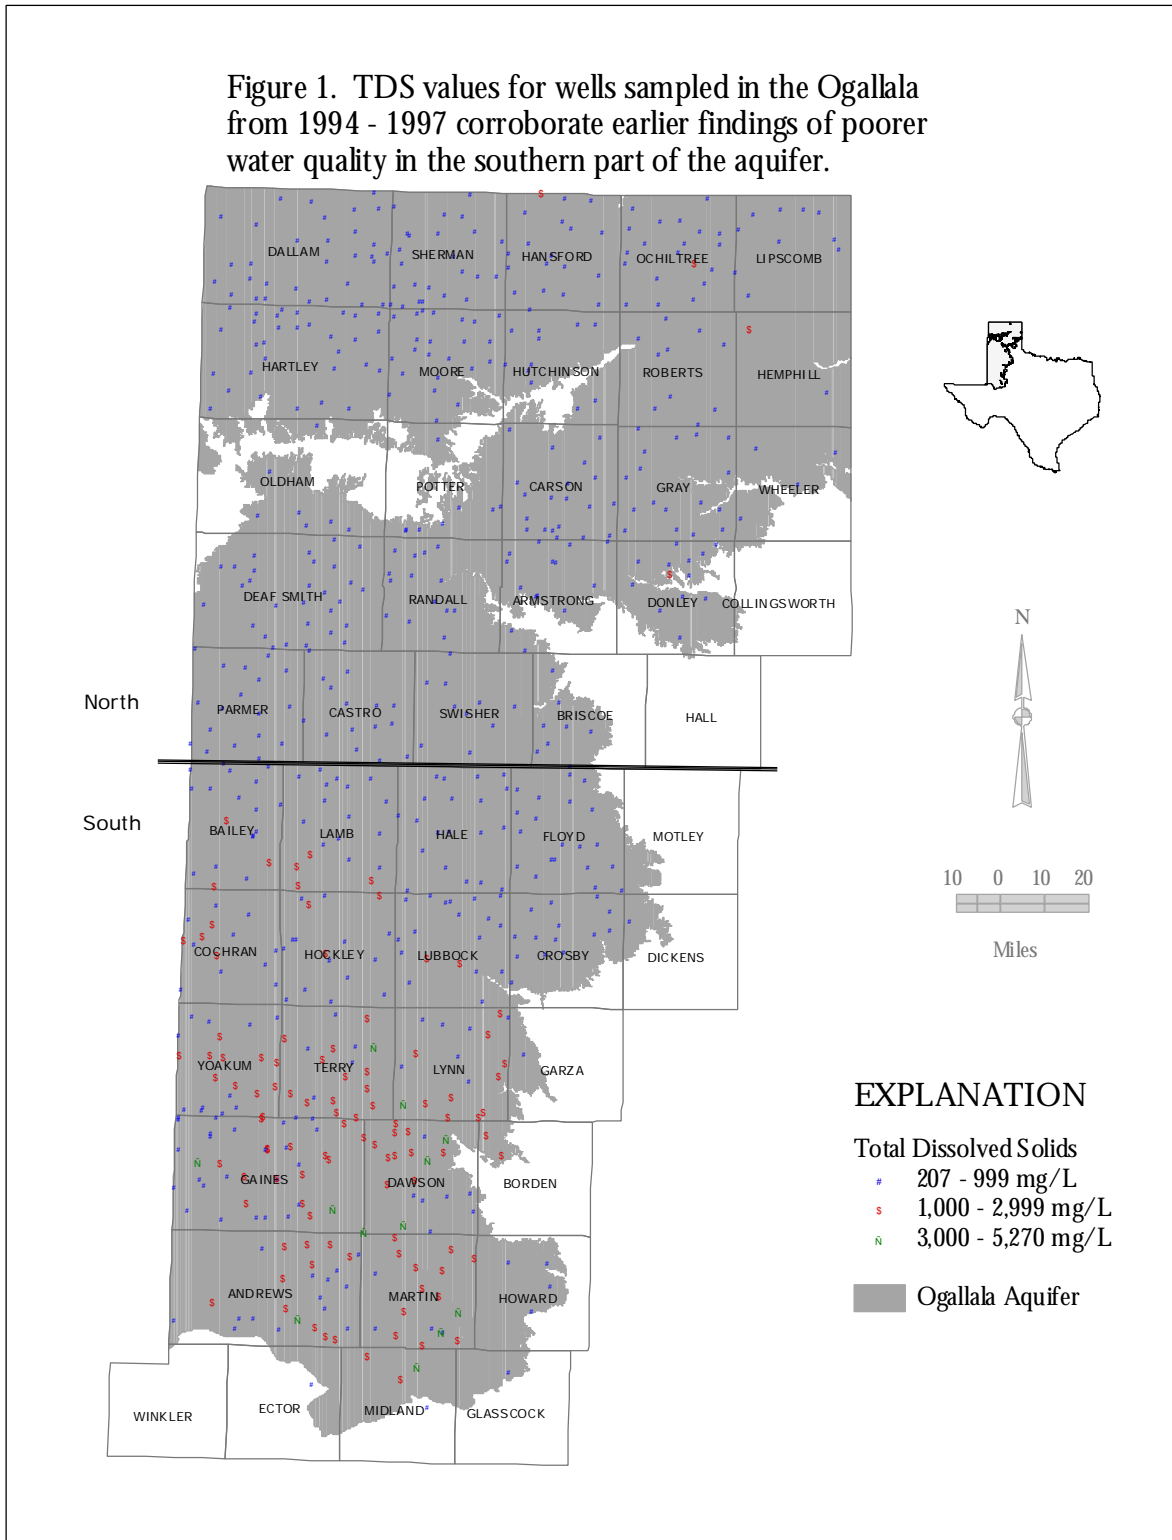 Figure 1. TDS values for wells sampled in the Ogallala
from 1994 - 1997 corroborate earlier findings of poorer
water quality in the southern part of the aquifer.
DALLAM
SHERMAN
HANSFORD
OCHILTREE
LIPSCOMB
HARTLEY
MOORE
HUTCHINSON
ROBERTS
HEMPHILL
OLDHAM
POTTER
CARSON
GRAY
WHEELER
DEAF SMITH
RANDALL
ARMSTRONG
DONLEY
COLLINGSWORTH
N
North
PARMER
CASTRO
SWISHER
BRISCOE
HALL
South
BAILEY
LAMB
HALE
FLOYD
MOTLEY
10 0 10 20
Miles
COCHRAN
HOCKLEY
LUBBOCK
CROSBY
DICKENS
YOAKUM
TERRY
LYNN
GARZA
GAINES
DAWSON
BORDEN
ANDREWS
MARTIN
HOWARD
WINKLER
ECTOR
MIDLAND
GLASSCOCK
EXPLANATION
Total Dissolved Solids
# 207 - 999 mg/L
$ 1,000 - 2,999 mg/L
Ñ 3,000 - 5,270 mg/L
Ogallala Aquifer